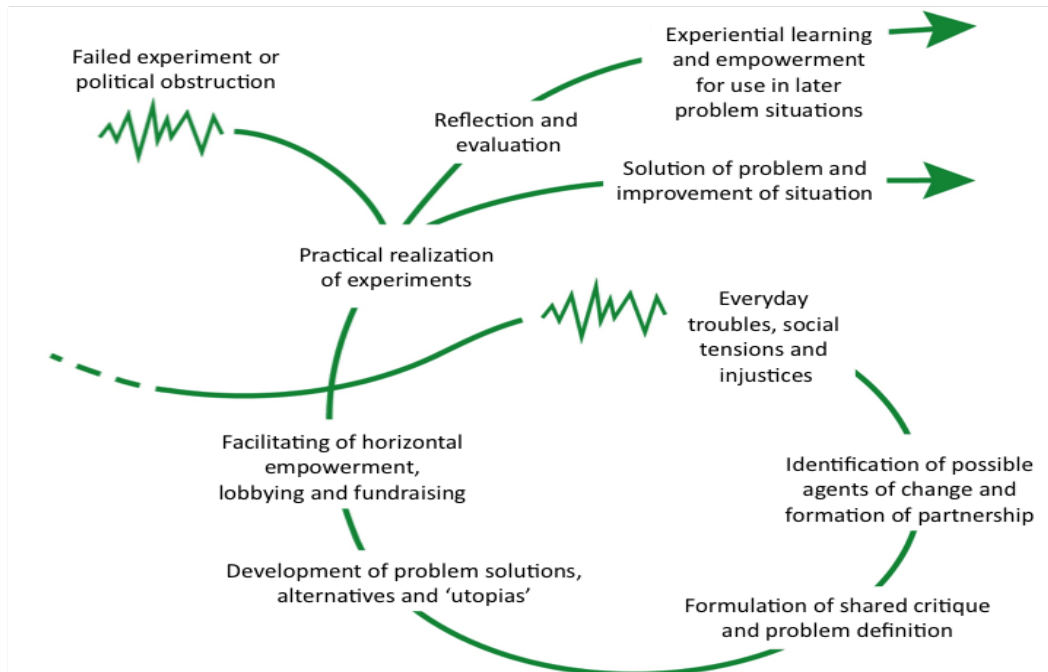 Failed experiment or
political obstruction
Experiential learning
and empowerment
for use in later
problem situations
Reflection and
evaluation
Solution of problem and
improvement of situation
Practical realization
of experiments
Everyday
troubles, social
tensions and
injustices
Facilitating of horizontal
empowerment,
lobbying and fundraising
Identification of possible
agents of change and
formation of partnership
Development of problem solutions,
alternatives and ‘utopias’
Formulation of shared critique
and problem definition